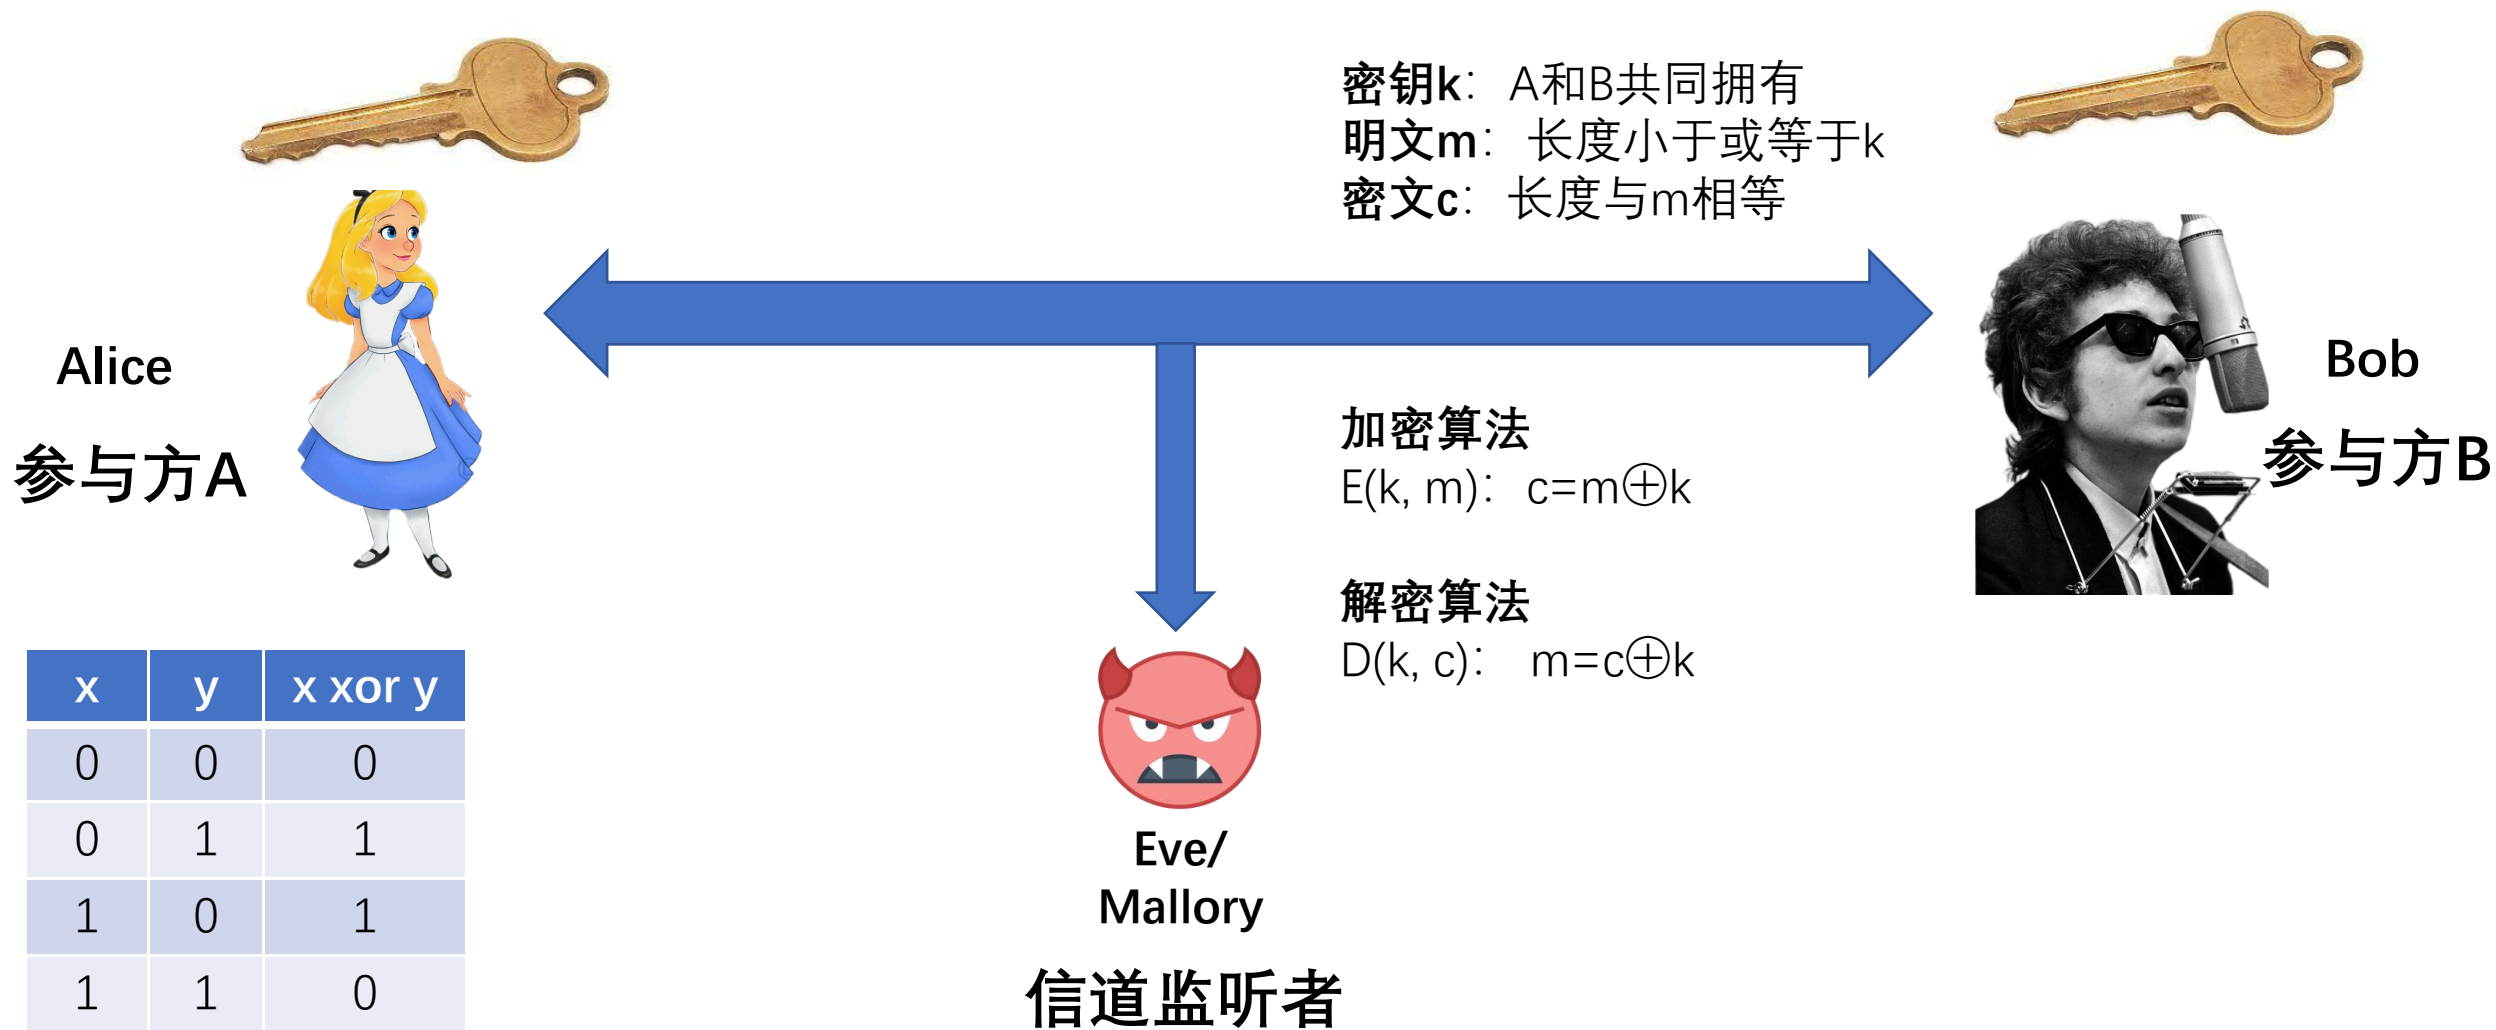 密钥k：A和B共同拥有
明文m：长度小于或等于k
密文c：长度与m相等
Alice
参与方A
Bob
参与方B
加密算法
E(k, m)：c=m⊕k
解密算法
D(k, c)： m=c⊕k
x y x xor y
0 0 0
0 1 1
1 0 1
1 1 0
Eve/
Mallory
信道监听者